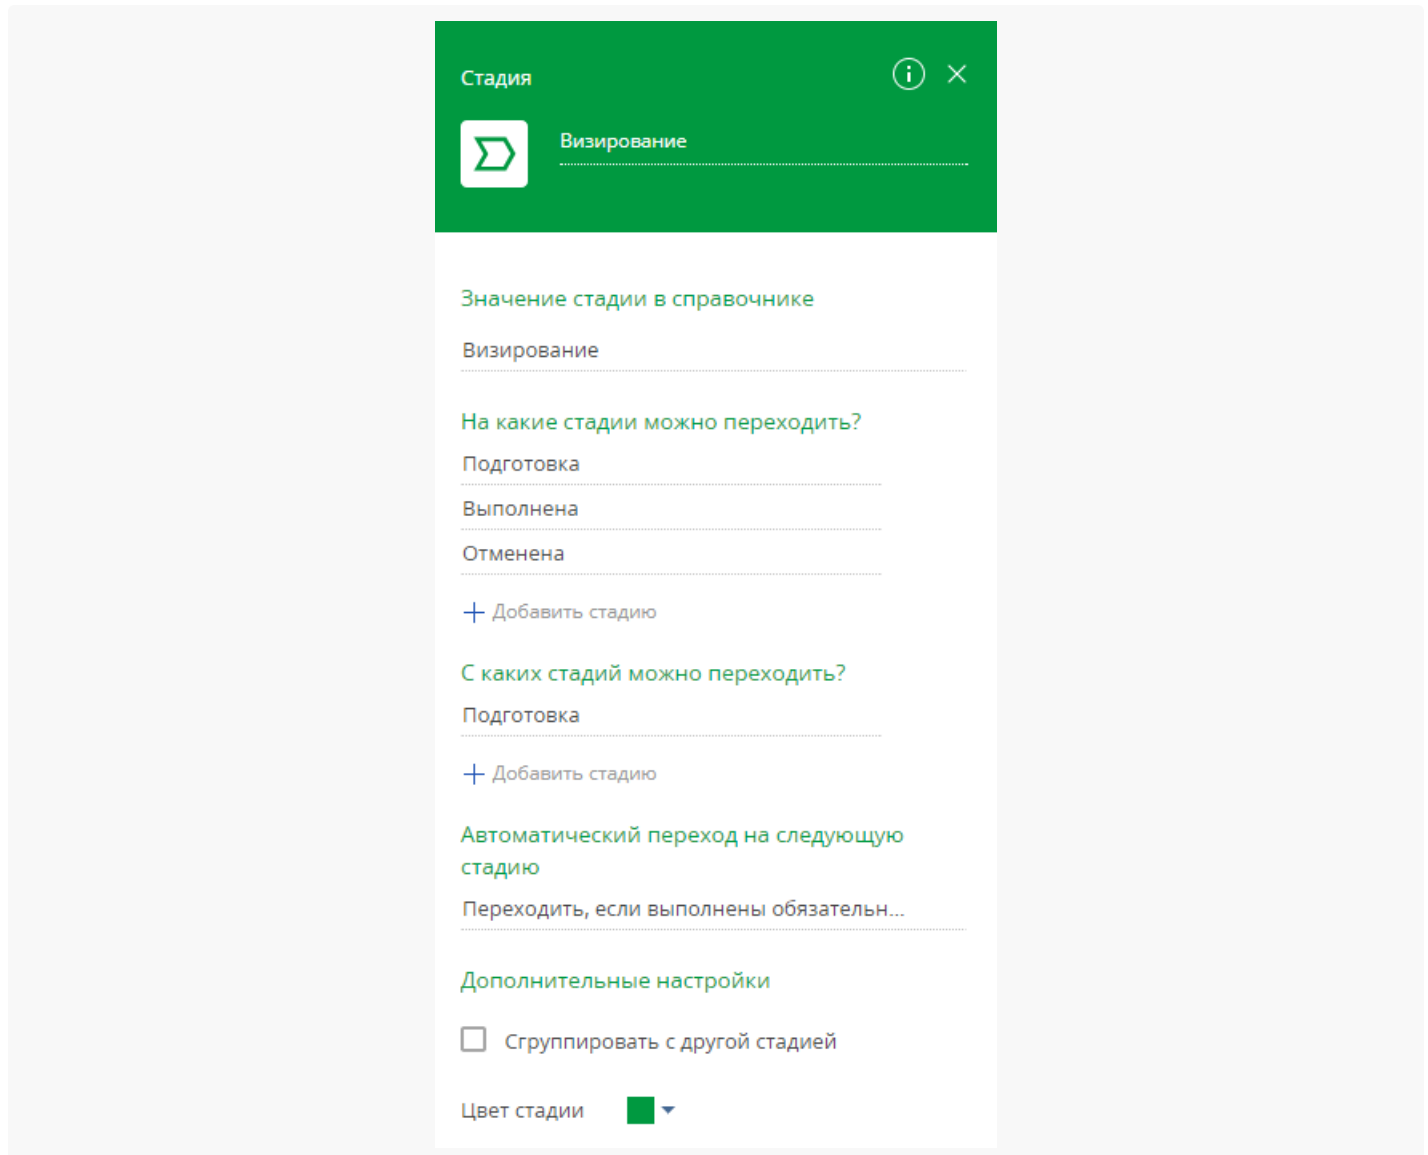 Стадия
Визирование
Значение стадии в справочнике
Визирование
На какие стадии можно переходить?
Подготовка
Выполнена
Отменена
Добавить стадию
С каких стадий можно переходить?
Подготовка
Добавить стадию
Автоматический переход на следующую
стадию
Переходить, если выполнены обязательн...
Дополнительные настройки
Сгруппировать с другой стадией
Цвет стадии